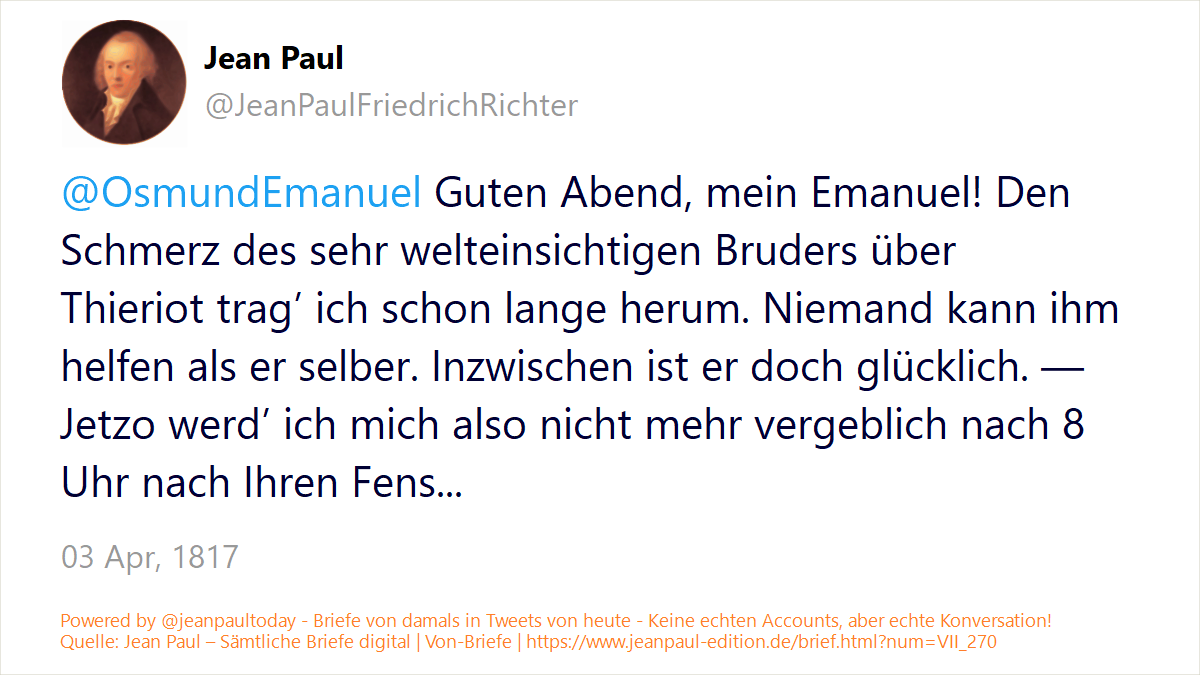 Jean Paul
@JeanPaulFriedrichRichter
@OsmundEmanuel Guten Abend, mein Emanuel! Den
Schmerz des sehr welteinsichtigen Bruders über
Thieriot trag’ ich schon lange herum. Niemand kann ihm
helfen als er selber. Inzwischen ist er doch glücklich. —
Jetzo werd’ ich mich also nicht mehr vergeblich nach 8
Uhr nach Ihren Fens...
03 Apr, 1817
Powered by @jeanpaultoday - Briefe von damals in Tweets von heute - Keine echten Accounts, aber echte Konversation!
Quelle: Jean Paul – Sämtliche Briefe digital | Von-Briefe | https://www.jeanpaul-edition.de/brief.html?num=VII_270